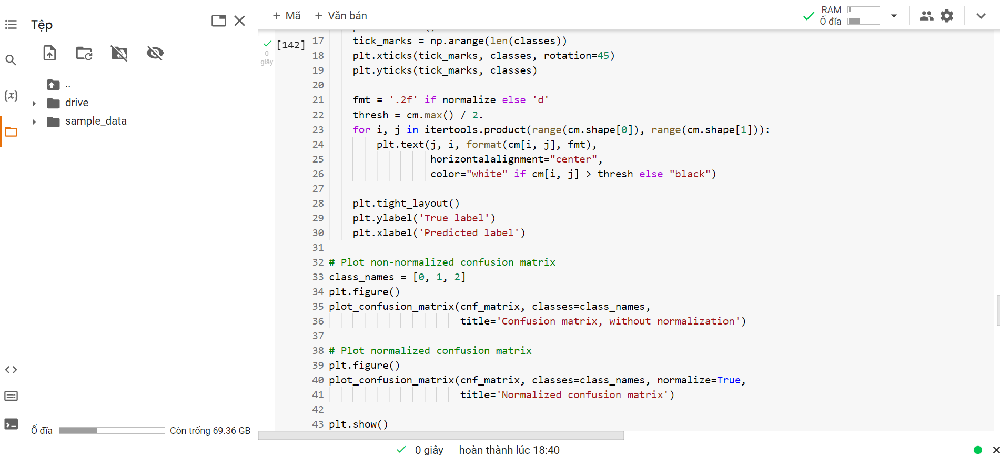 Tệp
..
drive
sample_data
Ổ đĩa Còn trống 69.36 GB
+ Mã + Văn bản
RAM
Ổ đĩa
[142]
0
giây
17 tick_marks = np.arange(len(classes))
18 plt.xticks(tick_marks, classes, rotation=45)
19 plt.yticks(tick_marks, classes)
20
21 fmt = '.2f' if normalize else 'd'
22 thresh = cm.max() / 2.
23 for i, j in itertools.product(range(cm.shape[0]), range(cm.shape[1])):
24 plt.text(j, i, format(cm[i, j], fmt),
25 horizontalalignment="center",
26 color="white" if cm[i, j] > thresh else "black")
27
28 plt.tight_layout()
29 plt.ylabel('True label')
30 plt.xlabel('Predicted label')
31
32 # Plot non-normalized confusion matrix
33 class_names = [0, 1, 2]
34 plt.figure()
35 plot_confusion_matrix(cnf_matrix, classes=class_names,
36 title='Confusion matrix, without normalization')
37
38 # Plot normalized confusion matrix
39 plt.figure()
40 plot_confusion_matrix(cnf_matrix, classes=class_names, normalize=True,
41 title='Normalized confusion matrix')
42
43 plt.show()
0 giây hoàn thành lúc 18:40